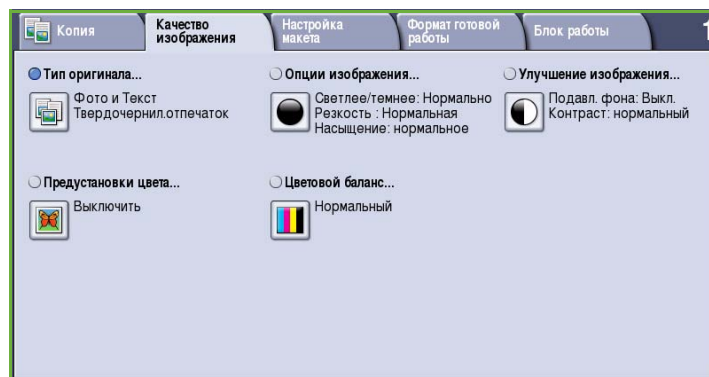 Копия
Качество
изображения
Настройка
макета
Формат готовой
работы
Блок работы
1
Тип оригинала...
Фото и Текст
Твердочернил.отпечаток
Опции изображения...
Светлее/темнее: Нормально
Резкость : Нормальная
Насыщение: нормальное
Улучшение изображения...
Подавл. фона: Выкл.
Контраст: нормальный
Предустановки цвета...
Выключить
Цветовой баланс...
Нормальный